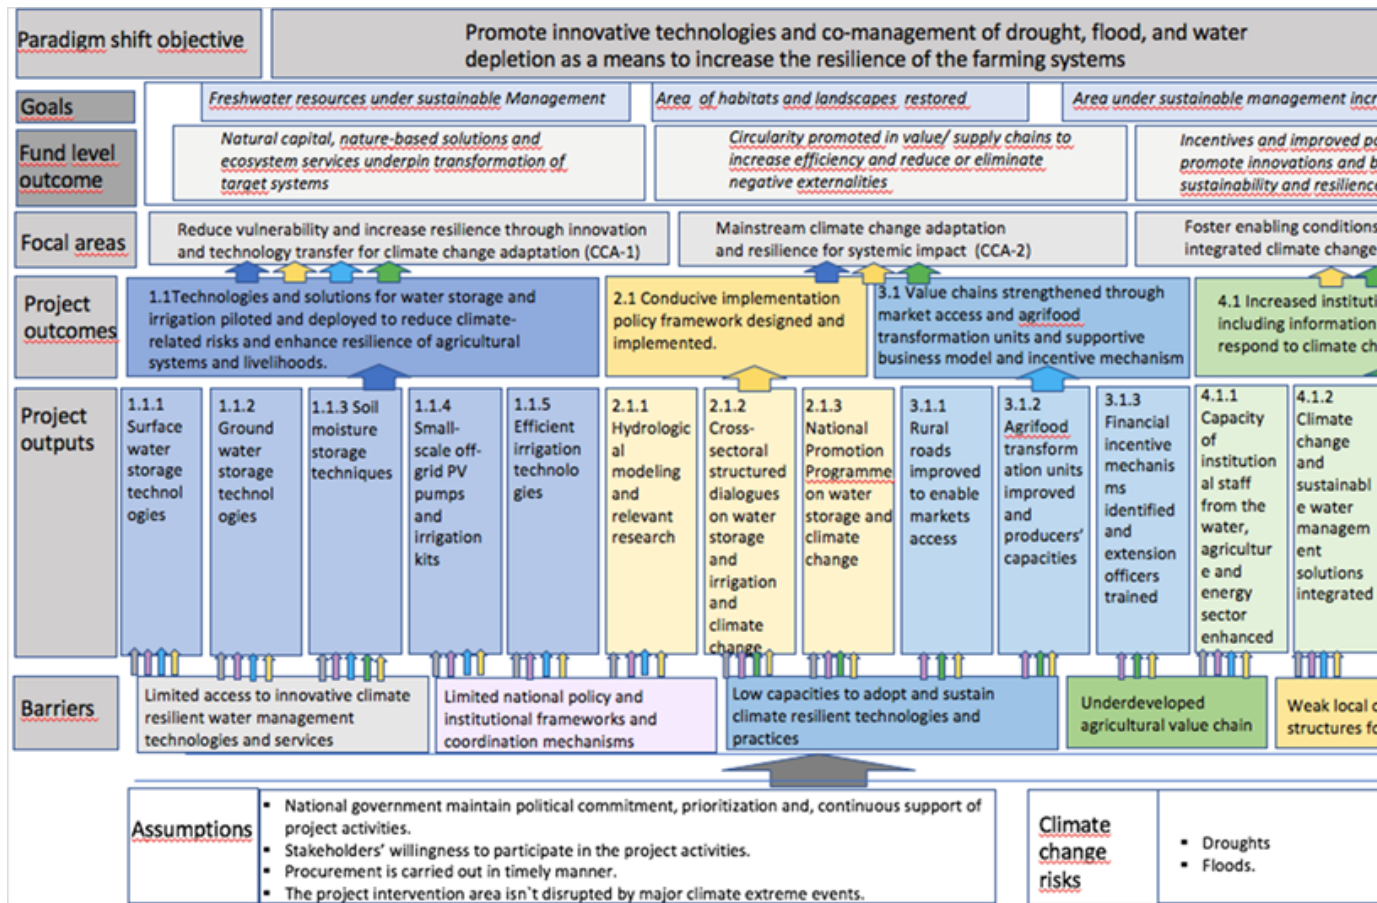 Paradigm shift objective
Promote innovative technologies and co-management of drought, flood, and water
depletion as a means to increase the resilience of the farming systems
Goals
Freshwater resources under sustainable Management
Area of habitats and landscapes restored
Area under sustainable management incr
Fund level
outcome
Natural capital, nature-based solutions and
ecosystem services underpin transformation of
target systems
Circularity promoted in value/ supply chains to
increase efficiency and reduce or eliminate
negative externalities
Incentives and improved po
promote innovations and b
sustainability and resilience
Focal areas
Reduce vulnerability and increase resilience through innovation
and technology transfer for climate change adaptation (CCA-1)
Mainstream climate change adaptation
and resilience for systemic impact (CCA-2)
Foster enabling conditions
integrated climate change
Project
outcomes
1.1Technologies and solutions for water storage and
irrigation piloted and deployed to reduce climate-
related risks and enhance resilience of agricultural
systems and livelihoods.
2.1 Conducive implementation
policy framework designed and
implemented.
3.1 Value chains strengthened through
market access and agrifood
transformation units and supportive
business model and incentive mechanism
4.1 Increased instituti
including information
respond to climate ch
Project
outputs
1.1.1
Surface
water
storage
technol
ogies
1.1.2
Ground
water
storage
technol
ogies
1.1.3 Soil
moisture
storage
techniques
1.1.4
Small-
scale off-
grid PV
pumps
and
irrigation
kits
1.1.5
Efficient
irrigation
technolo
gies
2.1.1
Hydrologic
al
modeling
and
relevant
research
2.1.2
Cross-
sectoral
structured
dialogues
on water
storage
and
irrigation
and
climate
change
2.1.3
National
Promotion
Programme
on water
storage and
climate
change
3.1.1
Rural
roads
improved
to enable
markets
access
3.1.2
Agrifood
transform
ation units
improved
and
producers'
capacities
3.1.3
Financial
incentive
mechanis
ms
identified
and
extension
officers
trained
4.1.1
Capacity
of
institution
al staff
from the
water,
agricultur
e and
energy
sector
enhanced
4.1.2
Climate
change
and
sustainabl
e water
managem
ent
solutions
integrated
Barriers
Limited access to innovative climate
resilient water management
technologies and services
Limited national policy and
institutional frameworks and
coordination mechanisms
Low capacities to adopt and sustain
climate resilient technologies and
practices
Underdeveloped
agricultural value chain
Weak local c
structures fo
Assumptions
▪ National government maintain political commitment, prioritization and, continuous support of
project activities.
▪ Stakeholders' willingness to participate in the project activities.
▪ Procurement is carried out in timely manner.
▪ The project intervention area isn`t disrupted by major climate extreme events.
Climate
change
risks
▪ Droughts
▪ Floods.